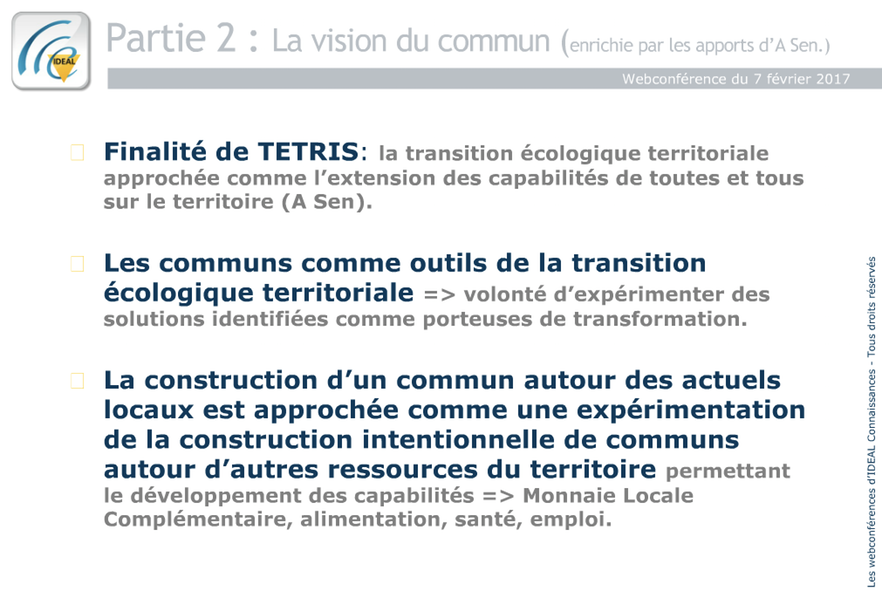 IDEAL
Partie 2 : La vision du commun (enrichie par les apports d’A Sen.)
Webconférence du 7 février 2017
Finalité de TETRIS: la transition écologique territoriale
approchée comme l’extension des capabilités de toutes et tous
sur le territoire (A Sen).
Les communs comme outils de la transition
écologique territoriale => volonté d’expérimenter des
solutions identifiées comme porteuses de transformation.
La construction d’un commun autour des actuels
locaux est approchée comme une expérimentation
de la construction intentionnelle de communs
autour d’autres ressources du territoire permettant
le développement des capabilités => Monnaie Locale
Complémentaire, alimentation, santé, emploi.
Les webconférences d’IDEAL Connaissances - Tous droits réservés